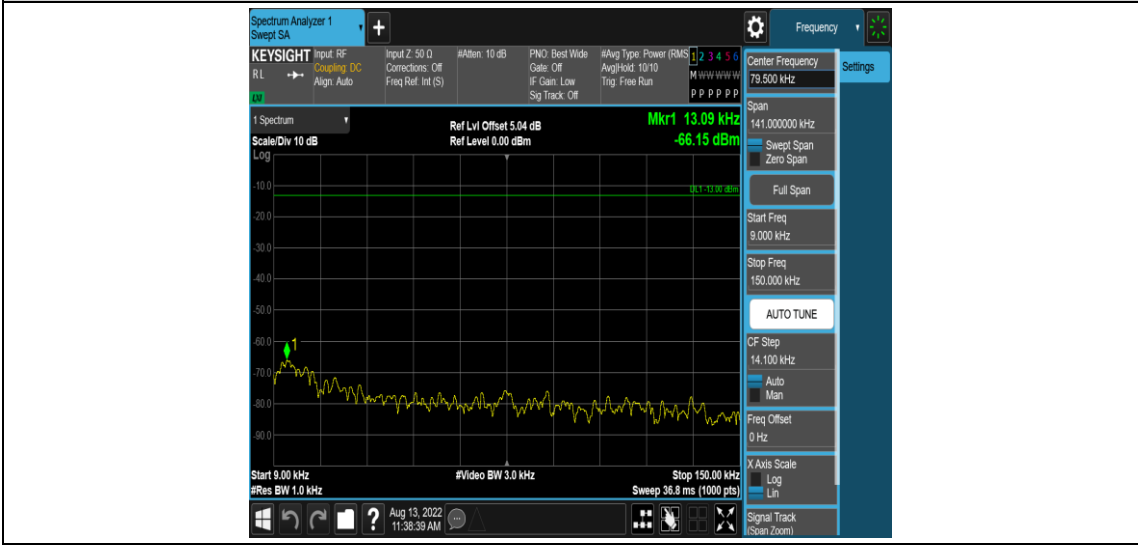 Spectrum Analyzer 1
Swept SA
+
Frequency
KEYSIGHT
RL
LXI
Input: RF
Coupling: DC
Align: Auto
Input Z: 50 Ω
Corrections: Off
Freq Ref: Int (S)
#Atten: 10 dB
PNO: Best Wide
Gate: Off
IF Gain: Low
Sig Track: Off
#Avg Type: Power (RMS
Avg|Hold: 10/10
Trig: Free Run
1 2 3 4 5 6
M W W W W W
P P P P P P
1 Spectrum
Scale/Div 10 dB
Log
Ref Lvl Offset 5.04 dB
Ref Level 0.00 dBm
Mkr1 13.09 kHz
-66.15 dBm
DL1 -13.00 dBm
-10.0
-20.0
-30.0
-40.0
-50.0
-60.0
-70.0
-80.0
-90.0
1
Start 9.00 kHz
#Res BW 1.0 kHz
#Video BW 3.0 kHz
Stop 150.00 kHz
Sweep 36.8 ms (1000 pts)
?
Aug 13, 2022
11:38:39 AM
Center Frequency
79.500 kHz
Settings
Span
141.000000 kHz
Swept Span
Zero Span
Full Span
Start Freq
9.000 kHz
Stop Freq
150.000 kHz
AUTO TUNE
CF Step
14.100 kHz
Auto
Man
Freq Offset
0 Hz
X Axis Scale
Log
Lin
Signal Track
(Span Zoom)